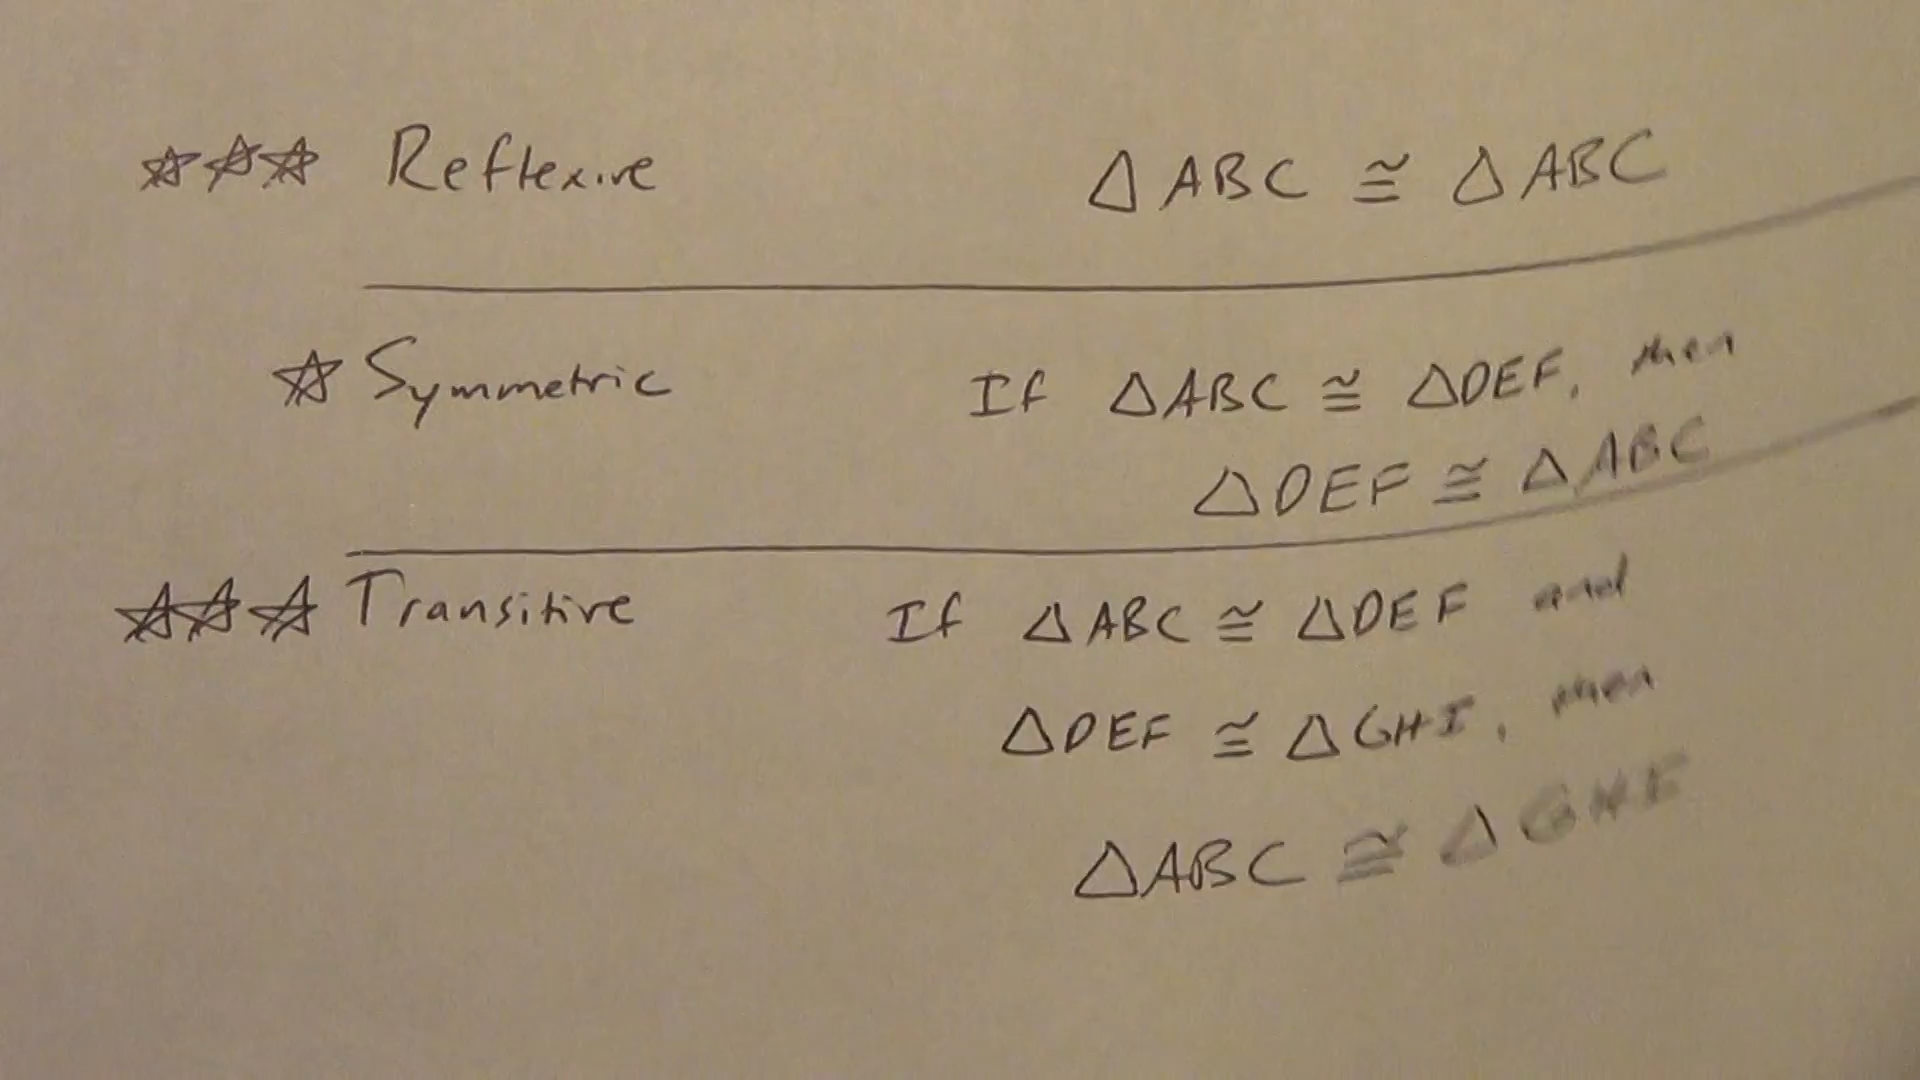 ☆☆☆ Reflexive △ABC ≅ △ABC
☆ Symmetric If △ABC ≅ △DEF, then
△DEF ≅ △ABC
☆☆☆ Transitive If △ABC ≅ △DEF and
△DEF ≅ △GHI, then
△ABC ≅ △GHI